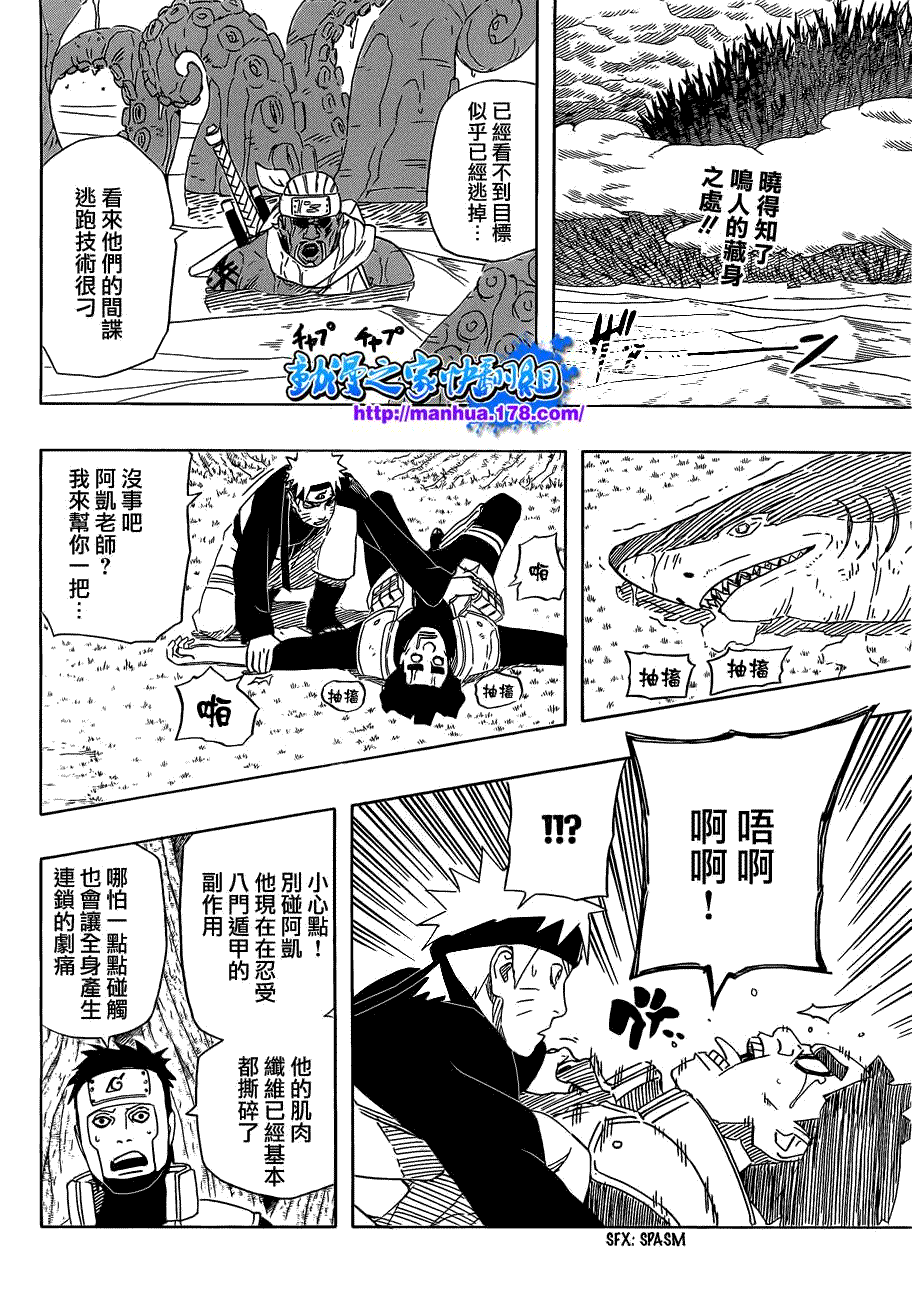 曉得知了
鳴人的藏身
之處!!
已經看不到目標
似乎已經逃掉…
看來他們的間諜
逃跑技術很刁
チャプ
チャプ
動漫之家快翻組
http://manhua.178.com/
抽搐
抽搐
啪
沒事吧
阿凱老師？
我來幫你一把…
抽搐
抽搐
啪
唔啊
啊啊！
!!?
小心點！
別碰阿凱
他現在在忍受
八門遁甲的
副作用
他的肌肉
纖維已經基本
都撕碎了
哪怕一點點碰觸
也會讓全身產生
連鎖的劇痛
SFX: SPASM